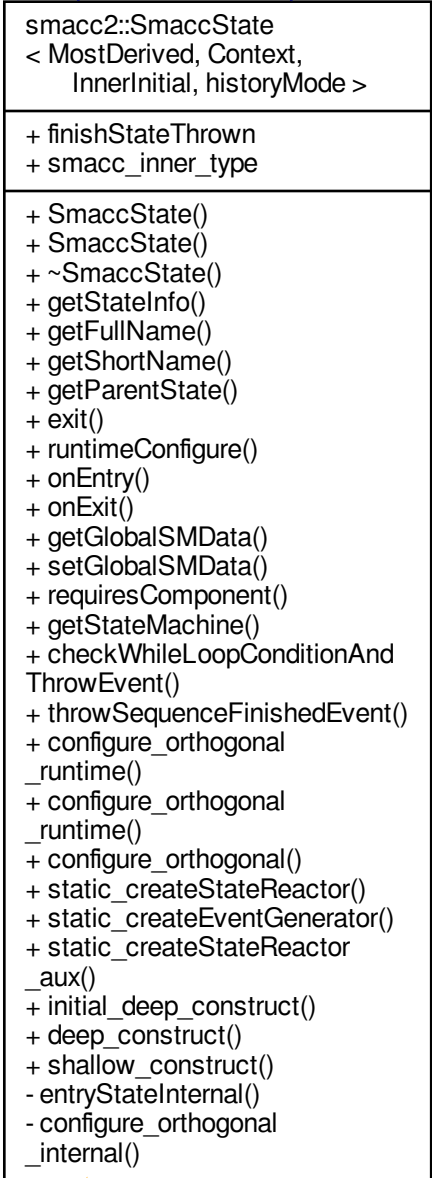 smacc2::SmaccState
< MostDerived, Context,
InnerInitial, historyMode >
+ finishStateThrown
+ smacc_inner_type
+ SmaccState()
+ SmaccState()
+ ~SmaccState()
+ getStateInfo()
+ getFullName()
+ getShortName()
+ getParentState()
+ exit()
+ runtimeConfigure()
+ onEntry()
+ onExit()
+ getGlobalSMData()
+ setGlobalSMData()
+ requiresComponent()
+ getStateMachine()
+ checkWhileLoopConditionAnd
ThrowEvent()
+ throwSequenceFinishedEvent()
+ configure_orthogonal
_runtime()
+ configure_orthogonal
_runtime()
+ configure_orthogonal()
+ static_createStateReactor()
+ static_createEventGenerator()
+ static_createStateReactor
_aux()
+ initial_deep_construct()
+ deep_construct()
+ shallow_construct()
- entryStateInternal()
- configure_orthogonal
_internal()